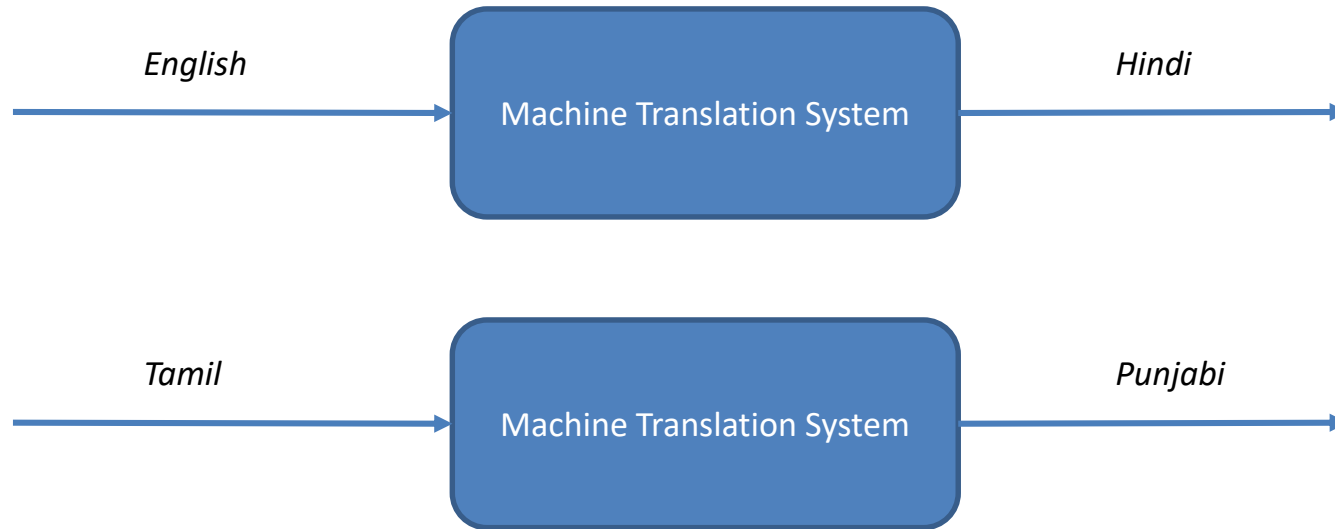 English
Machine Translation System
Hindi
Tamil
Machine Translation System
Punjabi